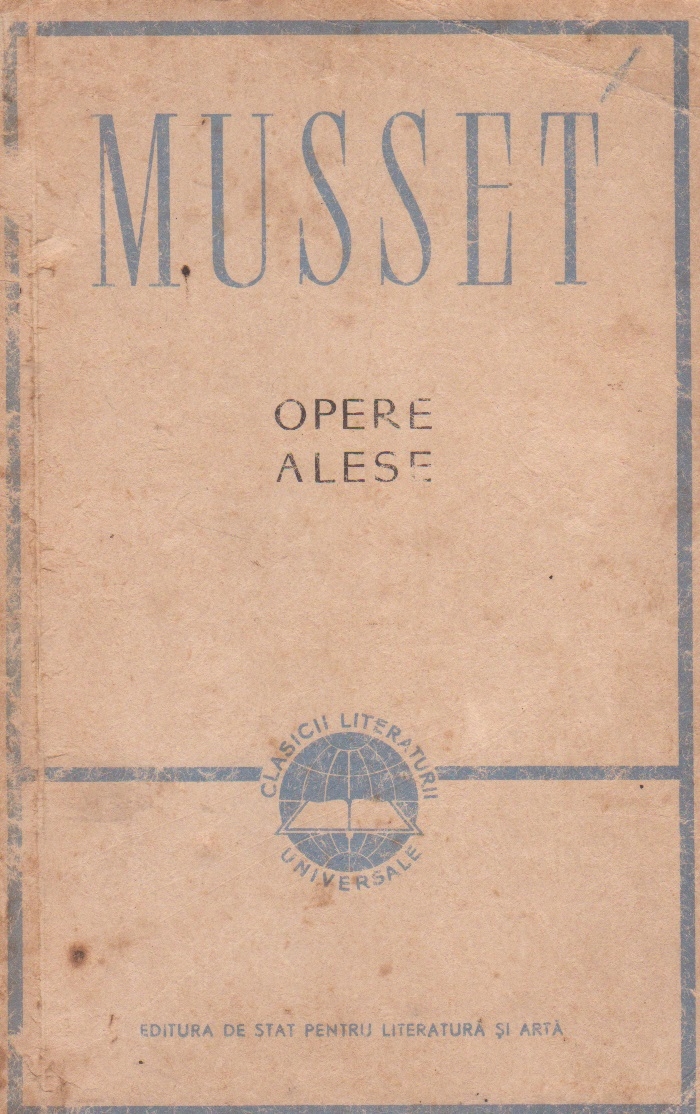 MUSSET
OPERE
ALESE
CLASICII LITERATURII
UNIVERSALE
EDITURA DE STAT PENTRU LITERATURĂ ȘI ARTĂ